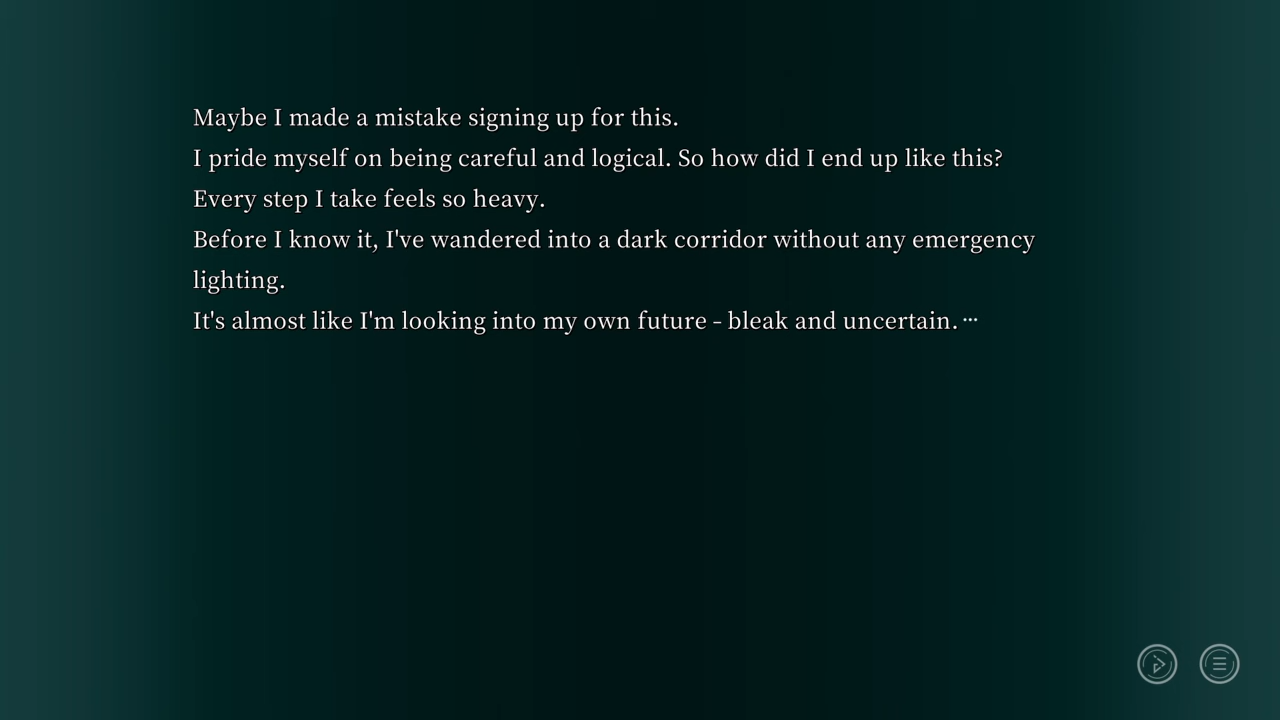 Maybe I made a mistake signing up for this.
I pride myself on being careful and logical. So how did I end up like this?
Every step I take feels so heavy.
Before I know it, I've wandered into a dark corridor without any emergency
lighting.
It's almost like I'm looking into my own future - bleak and uncertain.